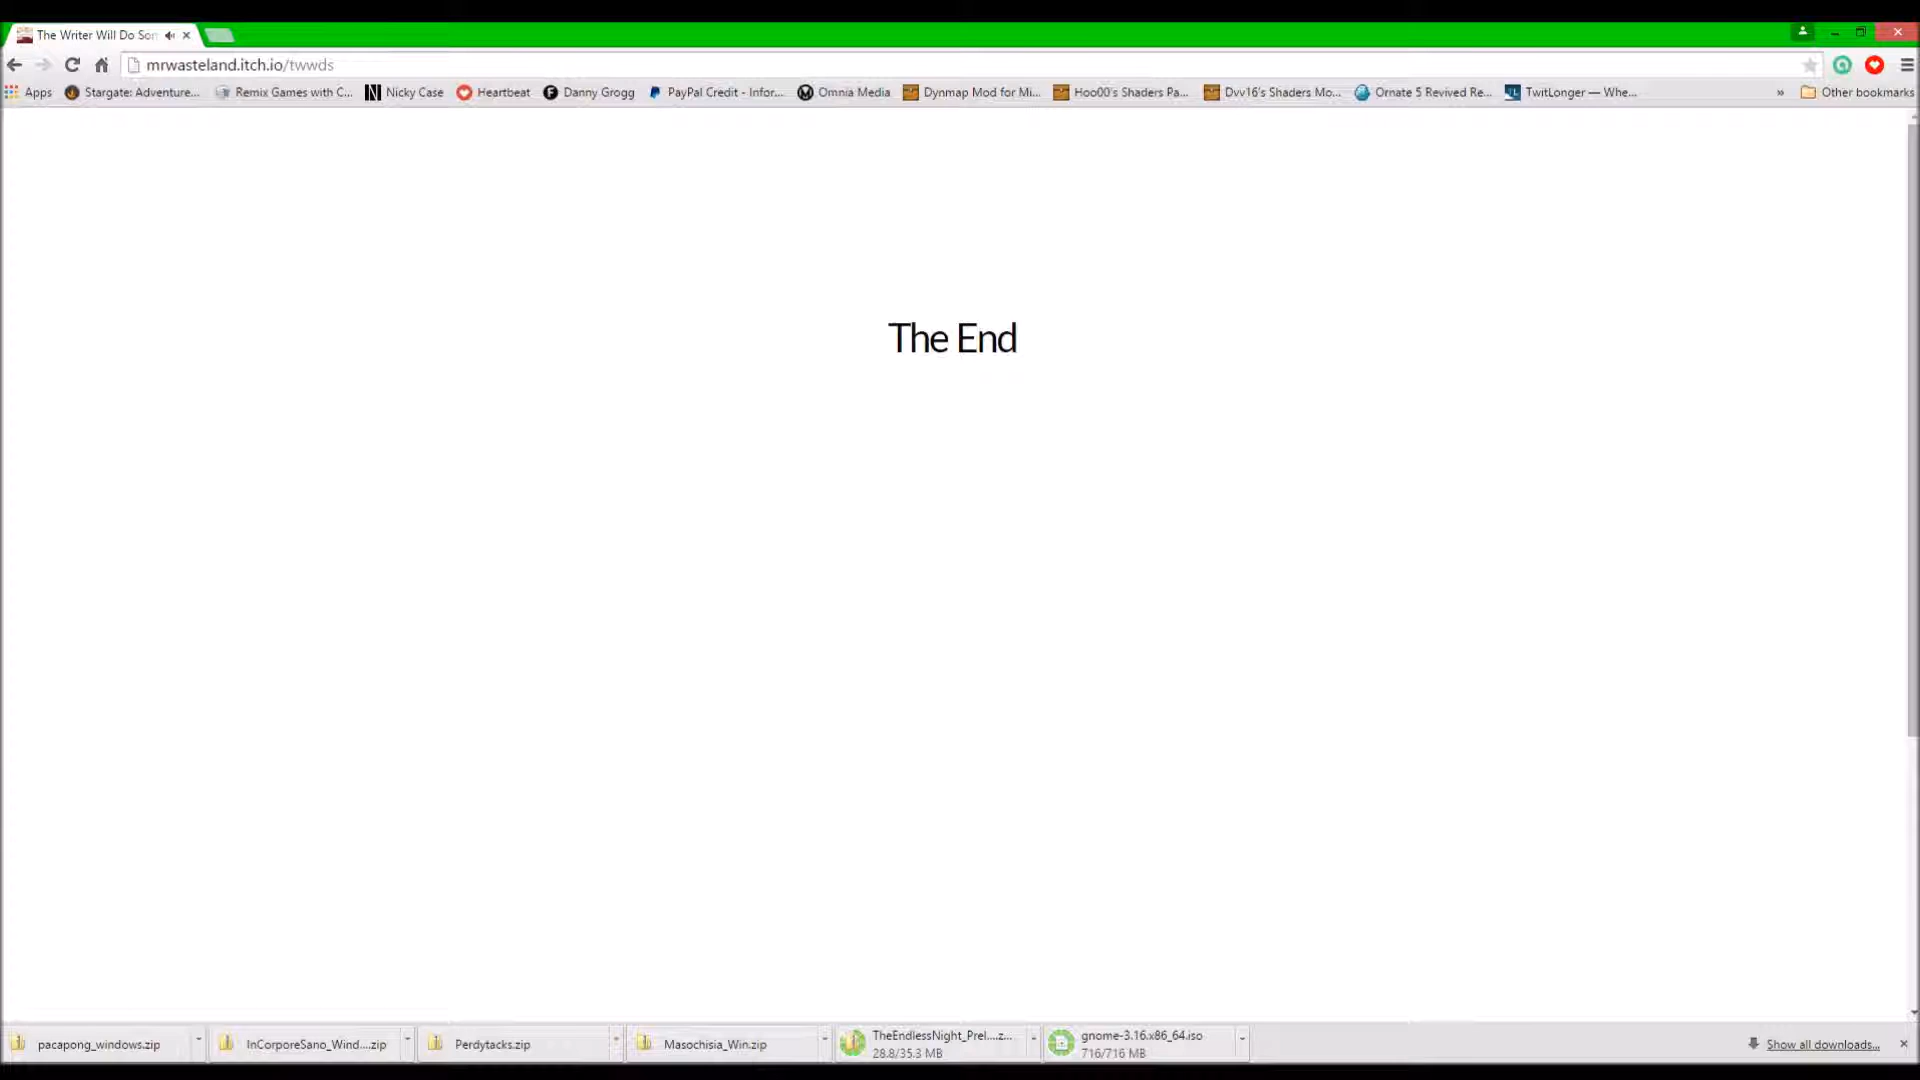 The Writer Will Do Son
mrwasteland.itch.io/twwds
Apps Stargate: Adventure... Remix Games with C... Nicky Case Heartbeat Danny Grogg PayPal Credit - Infor... Omnia Media Dynmap Mod for Mi... Hoo00's Shaders Pa... Dvv16's Shaders Mo... Ornate 5 Revived Re... TwitLonger — Whe... » Other bookmarks
The End
pacapong_windows.zip InCorporeSano_Wind....zip Perdytacks.zip Masochisia_Win.zip TheEndlessNight_Prel....z... gnome-3.16.x86_64.iso Show all downloads...
28.8/35.3 MB 716/716 MB